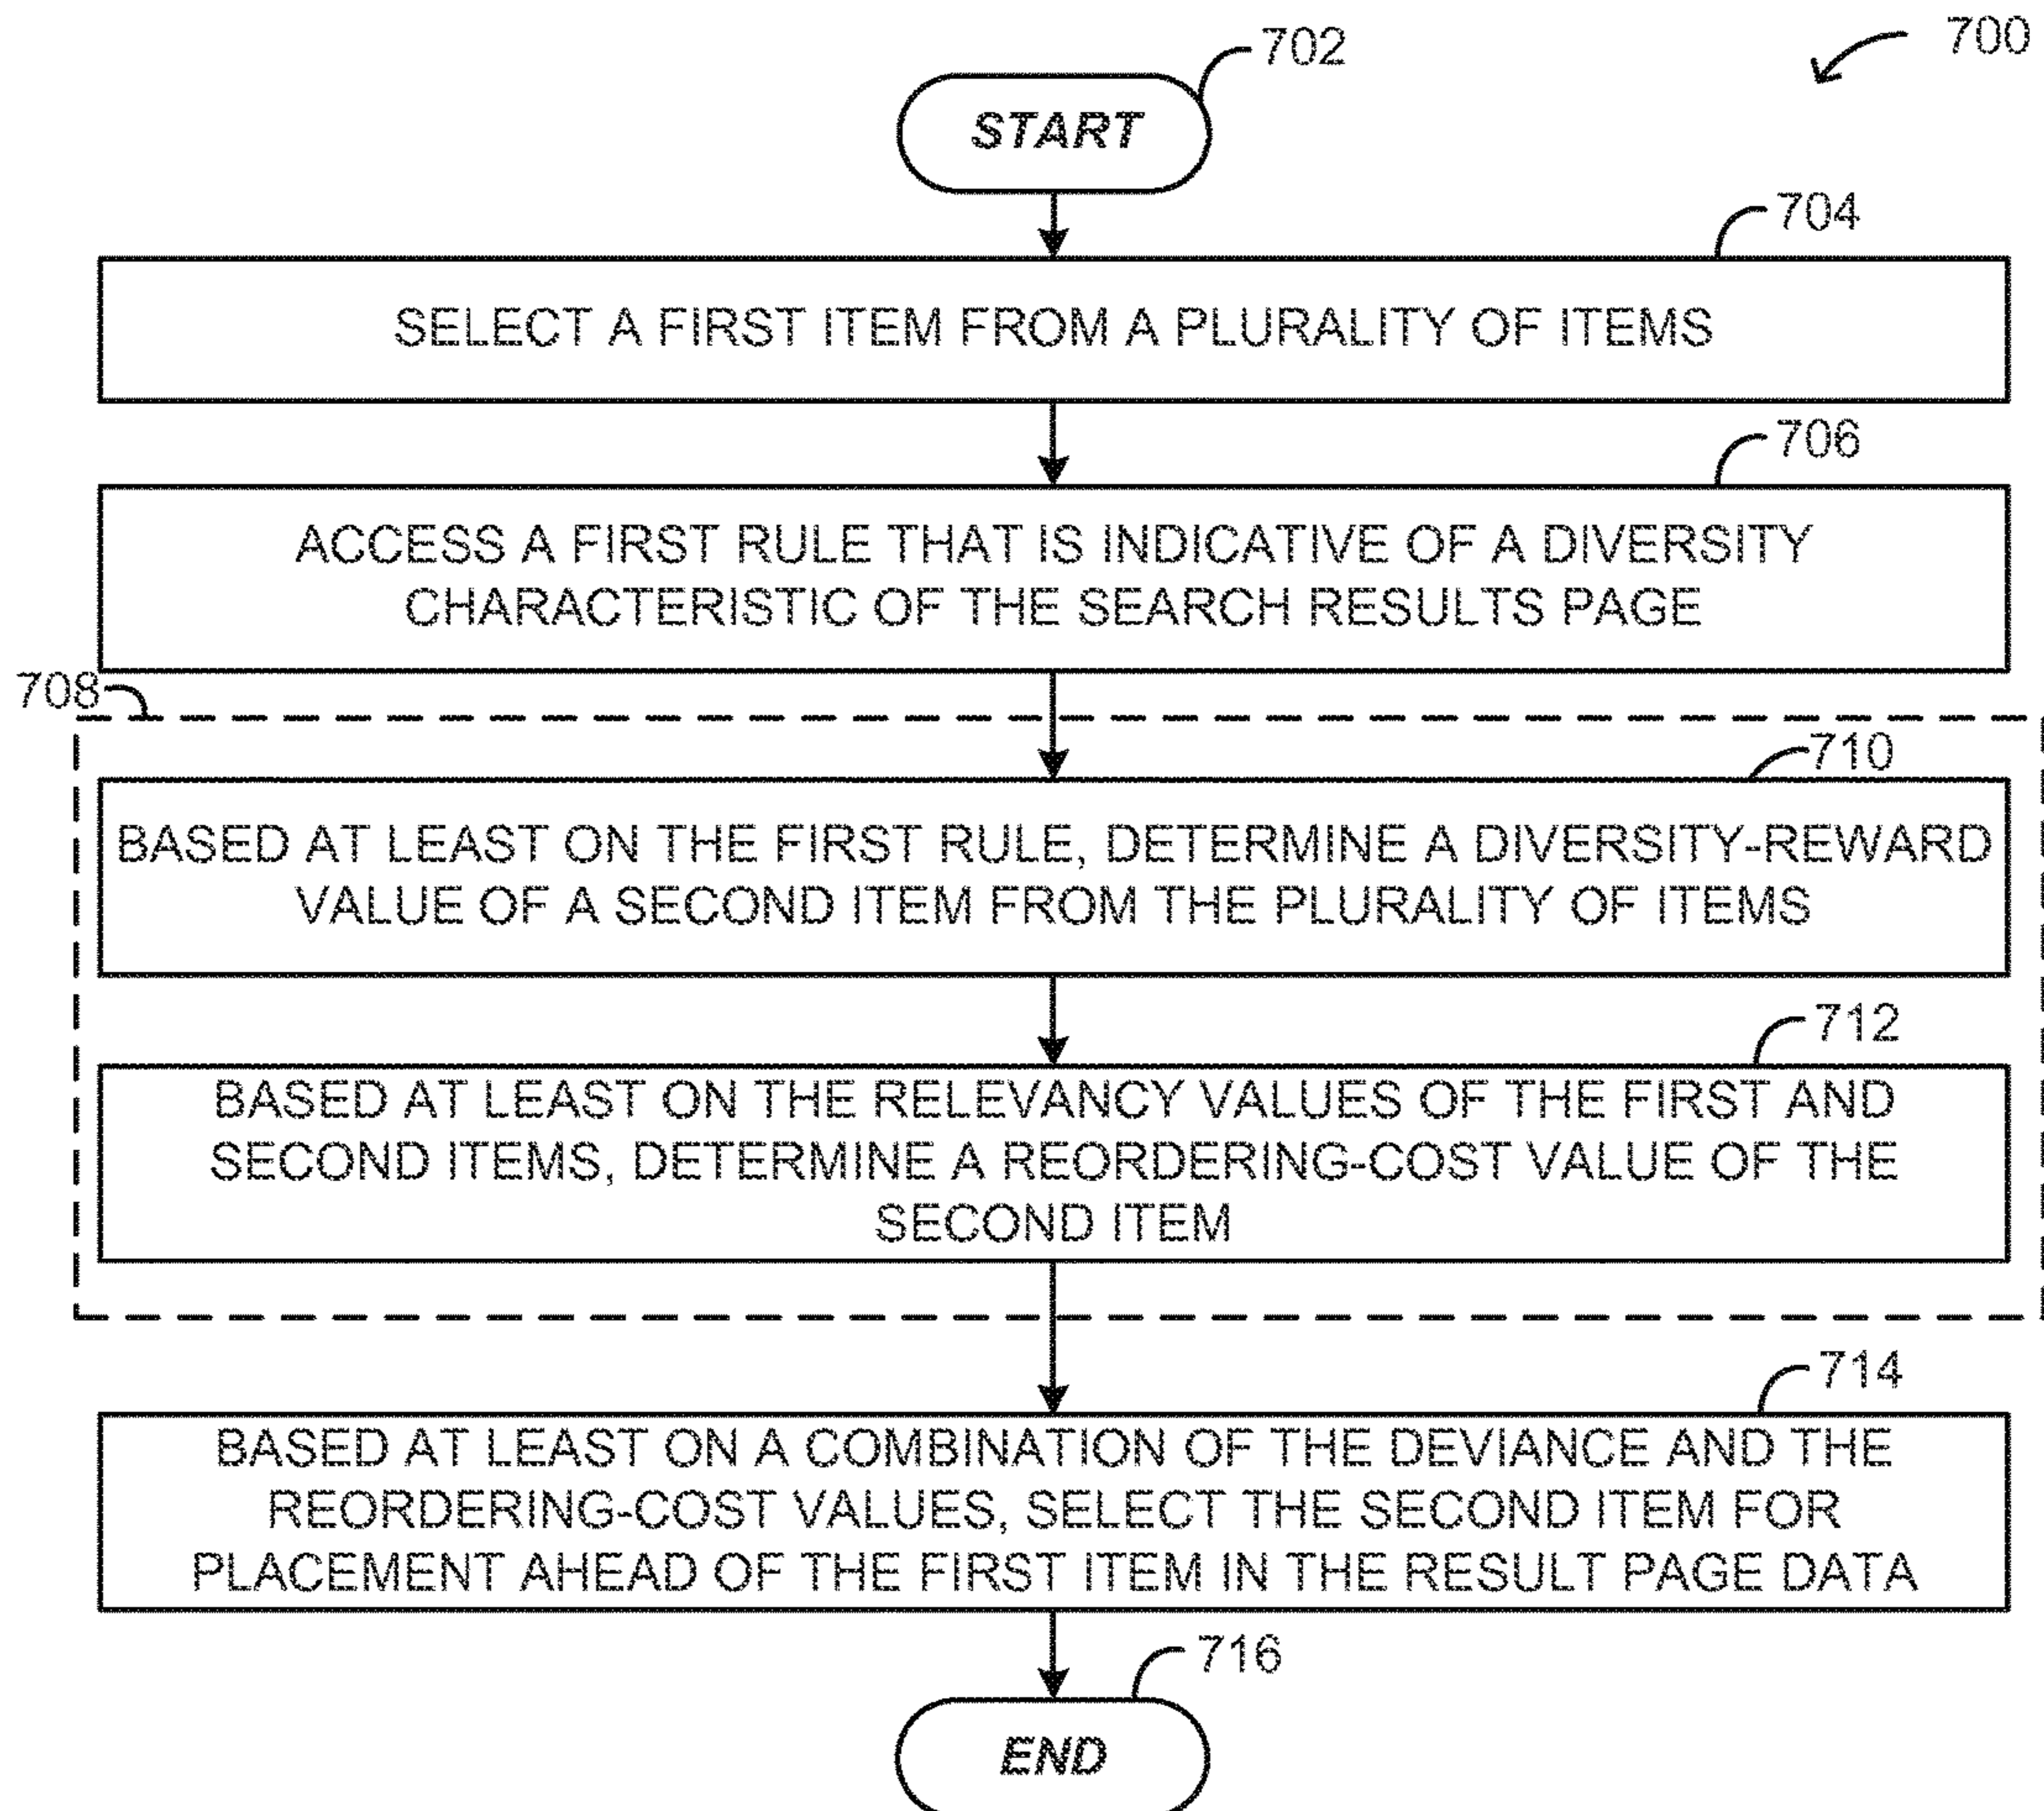 700
702
START
704
SELECT A FIRST ITEM FROM A PLURALITY OF ITEMS
706
ACCESS A FIRST RULE THAT IS INDICATIVE OF A DIVERSITY
CHARACTERISTIC OF THE SEARCH RESULTS PAGE
708
710
BASED AT LEAST ON THE FIRST RULE, DETERMINE A DIVERSITY-REWARD
VALUE OF A SECOND ITEM FROM THE PLURALITY OF ITEMS
712
BASED AT LEAST ON THE RELEVANCY VALUES OF THE FIRST AND
SECOND ITEMS, DETERMINE A REORDERING-COST VALUE OF THE
SECOND ITEM
714
BASED AT LEAST ON A COMBINATION OF THE DEVIANCE AND THE
REORDERING-COST VALUES, SELECT THE SECOND ITEM FOR
PLACEMENT AHEAD OF THE FIRST ITEM IN THE RESULT PAGE DATA
716
END